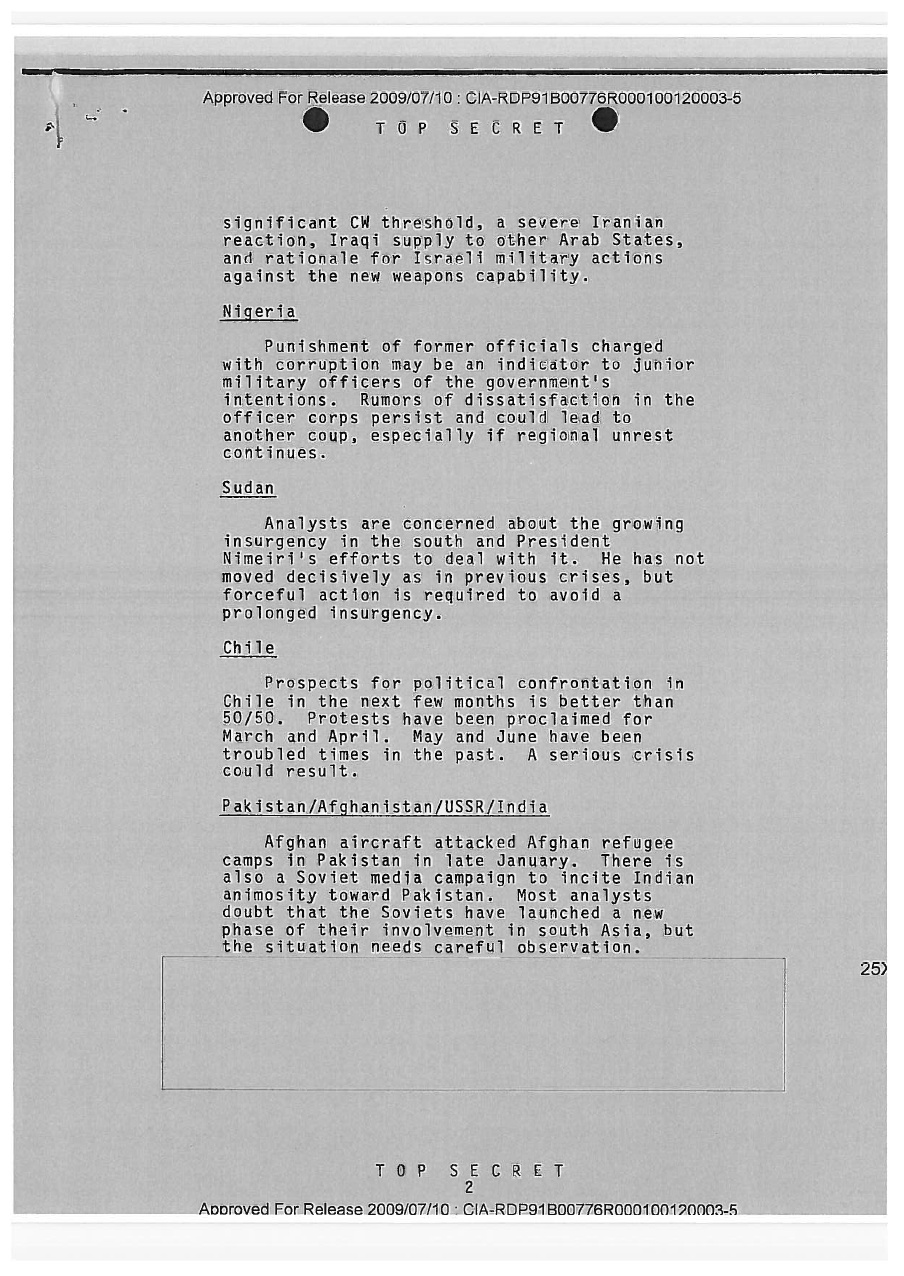 Approved For Release 2009/07/10 : CIA-RDP91B00776R000100120003-5
TOP SECRET
significant CW threshold, a severe Iranian
reaction, Iraqi supply to other Arab States,
and rationale for Israeli military actions
against the new weapons capability.
Nigeria
Punishment of former officials charged
with corruption may be an indicator to junior
military officers of the government's
intentions. Rumors of dissatisfaction in the
officer corps persist and could lead to
another coup, especially if regional unrest
continues.
Sudan
Analysts are concerned about the growing
insurgency in the south and President
Nimeiri's efforts to deal with it. He has not
moved decisively as in previous crises, but
forceful action is required to avoid a
prolonged insurgency.
Chile
Prospects for political confrontation in
Chile in the next few months is better than
50/50. Protests have been proclaimed for
March and April. May and June have been
troubled times in the past. A serious crisis
could result.
Pakistan/Afghanistan/USSR/India
Afghan aircraft attacked Afghan refugee
camps in Pakistan in late January. There is
also a Soviet media campaign to incite Indian
animosity toward Pakistan. Most analysts
doubt that the Soviets have launched a new
phase of their involvement in south Asia, but
the situation needs careful observation.
25X
TOP SECRET
2
Approved For Release 2009/07/10 : CIA-RDP91B00776R000100120003-5